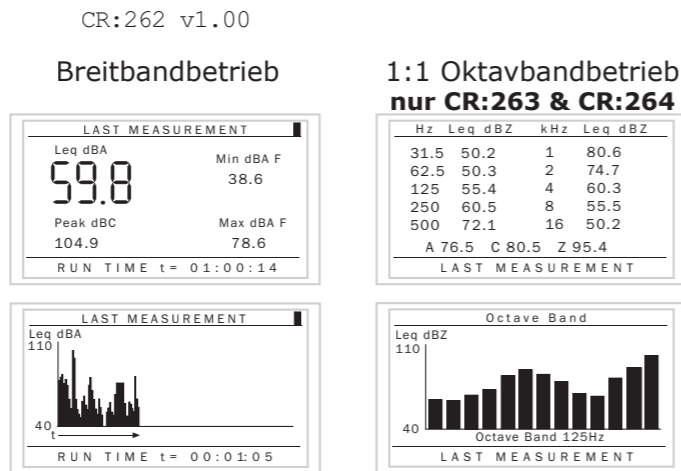 CR:262 v1.00
Breitbandbetrieb
LAST MEASUREMENT
Leq dBA
59.8
Min dBA F
38.6
Peak dBC
104.9
Max dBA F
78.6
RUN TIME t= 01:00:14
LAST MEASUREMENT
Leq dBA
110
40
t
RUN TIME t= 00:01:05
1:1 Oktavbandbetrieb
nur CR:263 & CR:264
Hz Leq dBZ kHz Leq dBZ
31.5 50.2 1 80.6
62.5 50.3 2 74.7
125 55.4 4 60.3
250 60.5 8 55.5
500 72.1 16 50.2
A 76.5 C 80.5 Z 95.4
LAST MEASUREMENT
Octave Band
Leq dBZ
110
40
Octave Band 125Hz
LAST MEASUREMENT